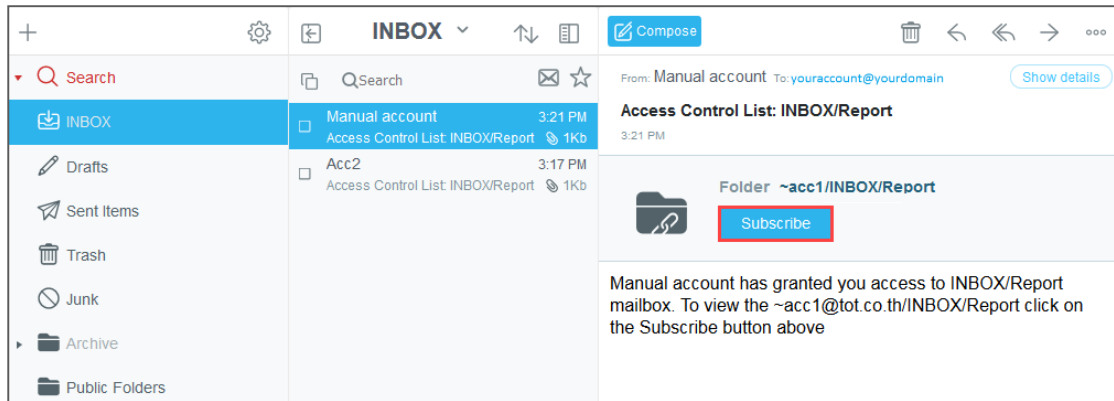 Search
INBOX
Drafts
Sent Items
Trash
Junk
Archive
Public Folders
INBOX
Search
Manual account 3:21 PM
Access Control List: INBOX/Report 1Kb
Acc2 3:17 PM
Access Control List: INBOX/Report 1Kb
Compose
From: Manual account To: youraccount@yourdomain Show details
Access Control List: INBOX/Report
3:21 PM
Folder ~acc1/INBOX/Report
Subscribe
Manual account has granted you access to INBOX/Report
mailbox. To view the ~acc1@tot.co.th/INBOX/Report click on
the Subscribe button above